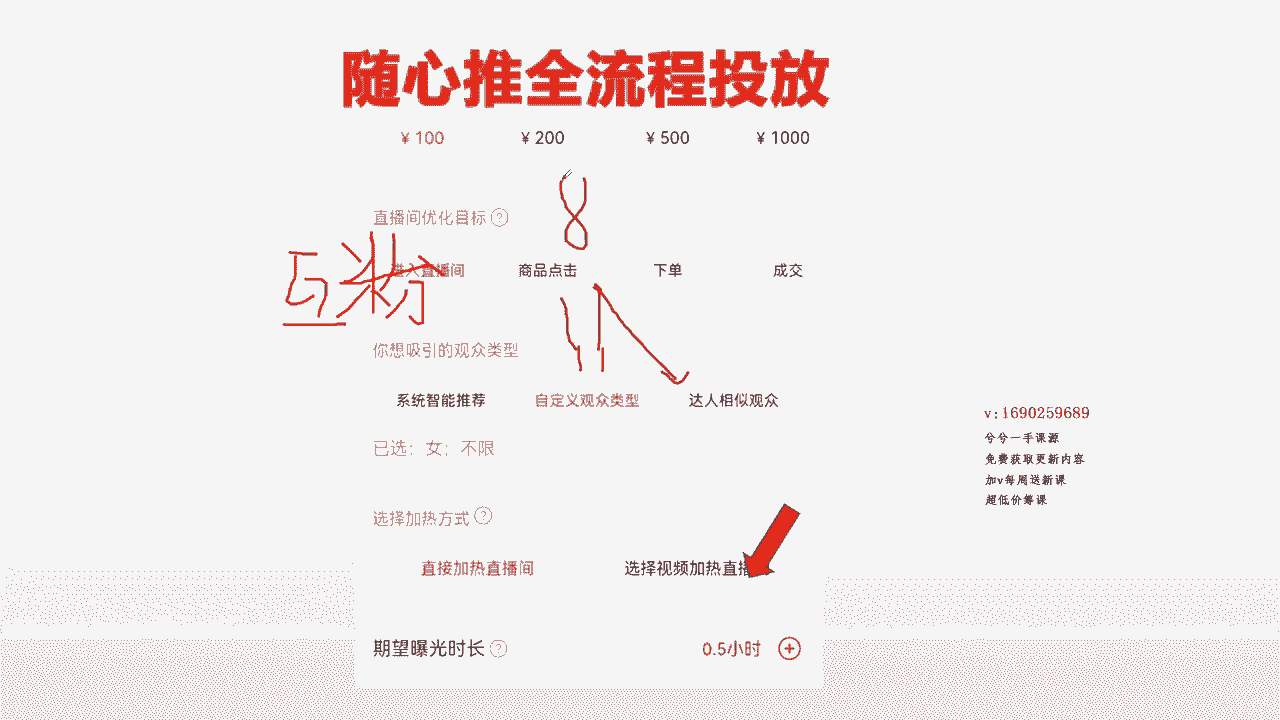 随心推全流程投放
¥ 100 ¥ 200 ¥ 500 ¥ 1000
8
直播间优化目标 ?
互粉
进入直播间 商品点击 下单 成交
你想吸引的观众类型
系统智能推荐 自定义观众类型 达人相似观众
已选：女；不限
选择加热方式 ?
直接加热直播间 选择视频加热直播
期望曝光时长 ? 0.5小时 +
v:1690259689
兮兮一手课源
免费获取更新内容
加v每周送新课
超低价筹课